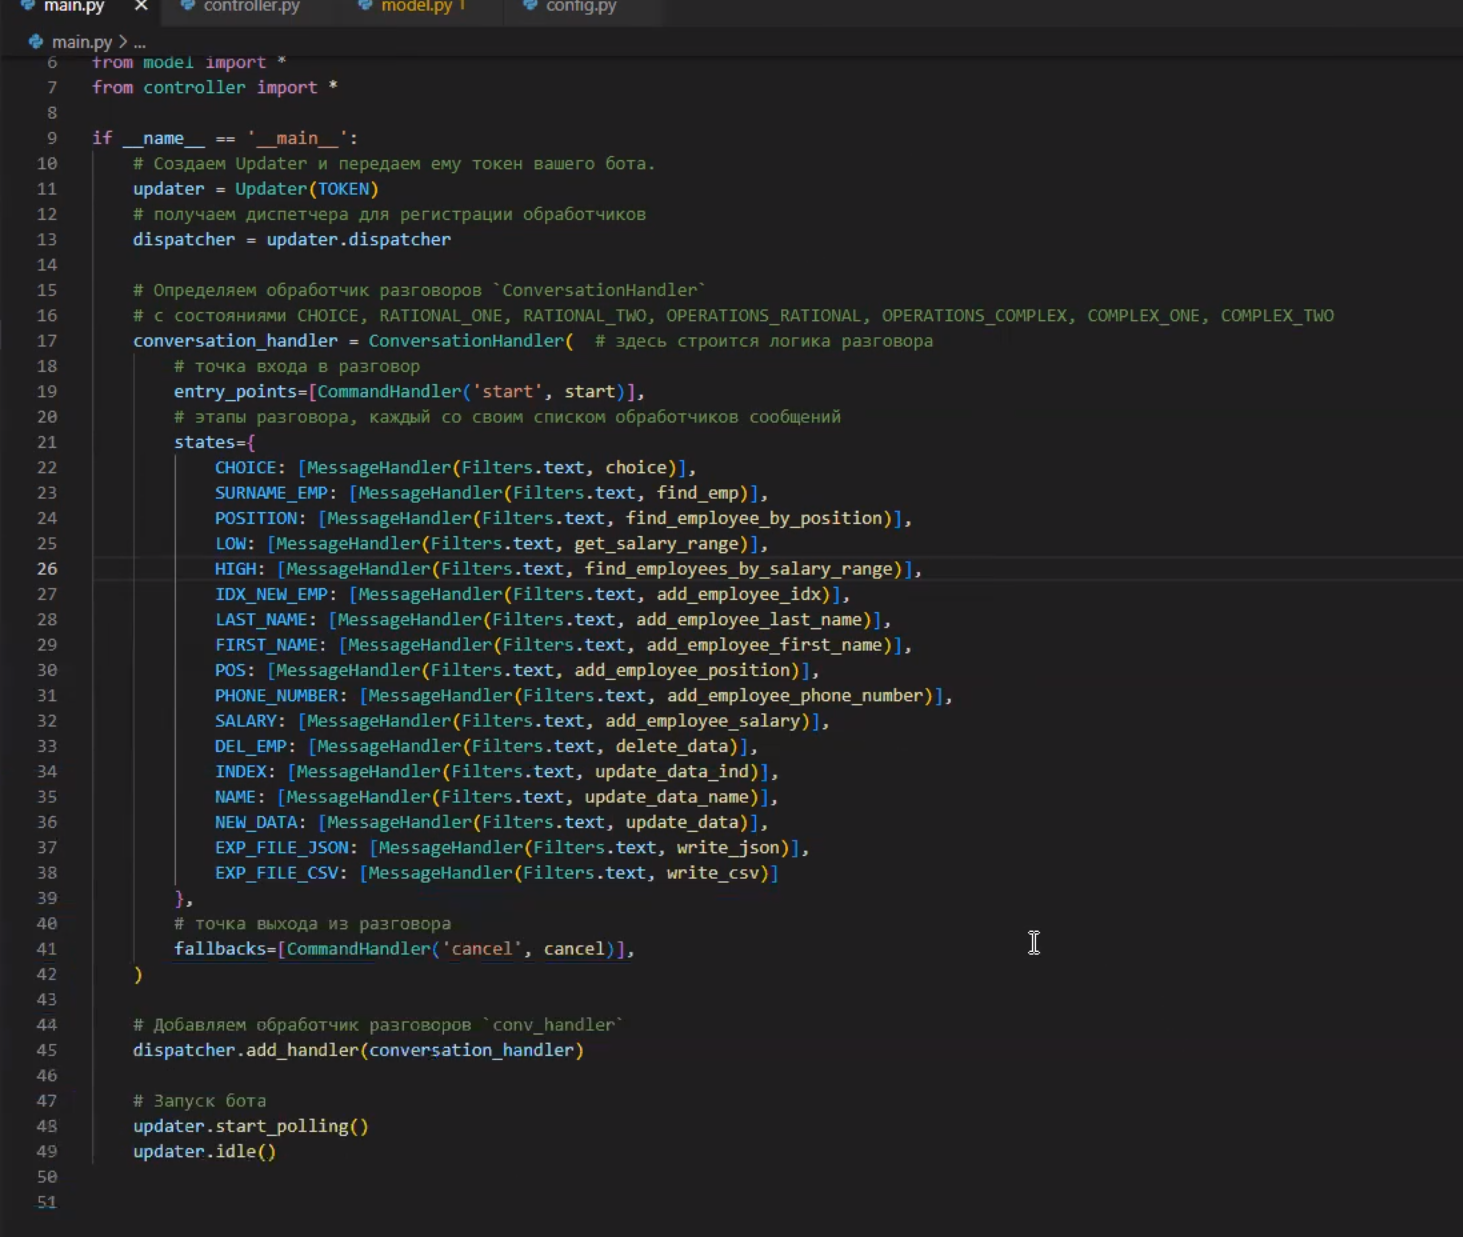 main.py × controller.py model.py 1 config.py
main.py > ...
6 from model import *
7 from controller import *
8
9 if __name__ == '__main__':
10 # Создаем Updater и передаем ему токен вашего бота.
11 updater = Updater(TOKEN)
12 # получаем диспетчера для регистрации обработчиков
13 dispatcher = updater.dispatcher
14
15 # Определяем обработчик разговоров `ConversationHandler`
16 # с состояниями CHOICE, RATIONAL_ONE, RATIONAL_TWO, OPERATIONS_RATIONAL, OPERATIONS_COMPLEX, COMPLEX_ONE, COMPLEX_TWO
17 conversation_handler = ConversationHandler( # здесь строится логика разговора
18 # точка входа в разговор
19 entry_points=[CommandHandler('start', start)],
20 # этапы разговора, каждый со своим списком обработчиков сообщений
21 states={
22 CHOICE: [MessageHandler(Filters.text, choice)],
23 SURNAME_EMP: [MessageHandler(Filters.text, find_emp)],
24 POSITION: [MessageHandler(Filters.text, find_employee_by_position)],
25 LOW: [MessageHandler(Filters.text, get_salary_range)],
26 HIGH: [MessageHandler(Filters.text, find_employees_by_salary_range)],
27 IDX_NEW_EMP: [MessageHandler(Filters.text, add_employee_idx)],
28 LAST_NAME: [MessageHandler(Filters.text, add_employee_last_name)],
29 FIRST_NAME: [MessageHandler(Filters.text, add_employee_first_name)],
30 POS: [MessageHandler(Filters.text, add_employee_position)],
31 PHONE_NUMBER: [MessageHandler(Filters.text, add_employee_phone_number)],
32 SALARY: [MessageHandler(Filters.text, add_employee_salary)],
33 DEL_EMP: [MessageHandler(Filters.text, delete_data)],
34 INDEX: [MessageHandler(Filters.text, update_data_ind)],
35 NAME: [MessageHandler(Filters.text, update_data_name)],
36 NEW_DATA: [MessageHandler(Filters.text, update_data)],
37 EXP_FILE_JSON: [MessageHandler(Filters.text, write_json)],
38 EXP_FILE_CSV: [MessageHandler(Filters.text, write_csv)]
39 },
40 # точка выхода из разговора
41 fallbacks=[CommandHandler('cancel', cancel)],
42 )
43
44 # Добавляем обработчик разговоров `conv_handler`
45 dispatcher.add_handler(conversation_handler)
46
47 # Запуск бота
48 updater.start_polling()
49 updater.idle()
50
51